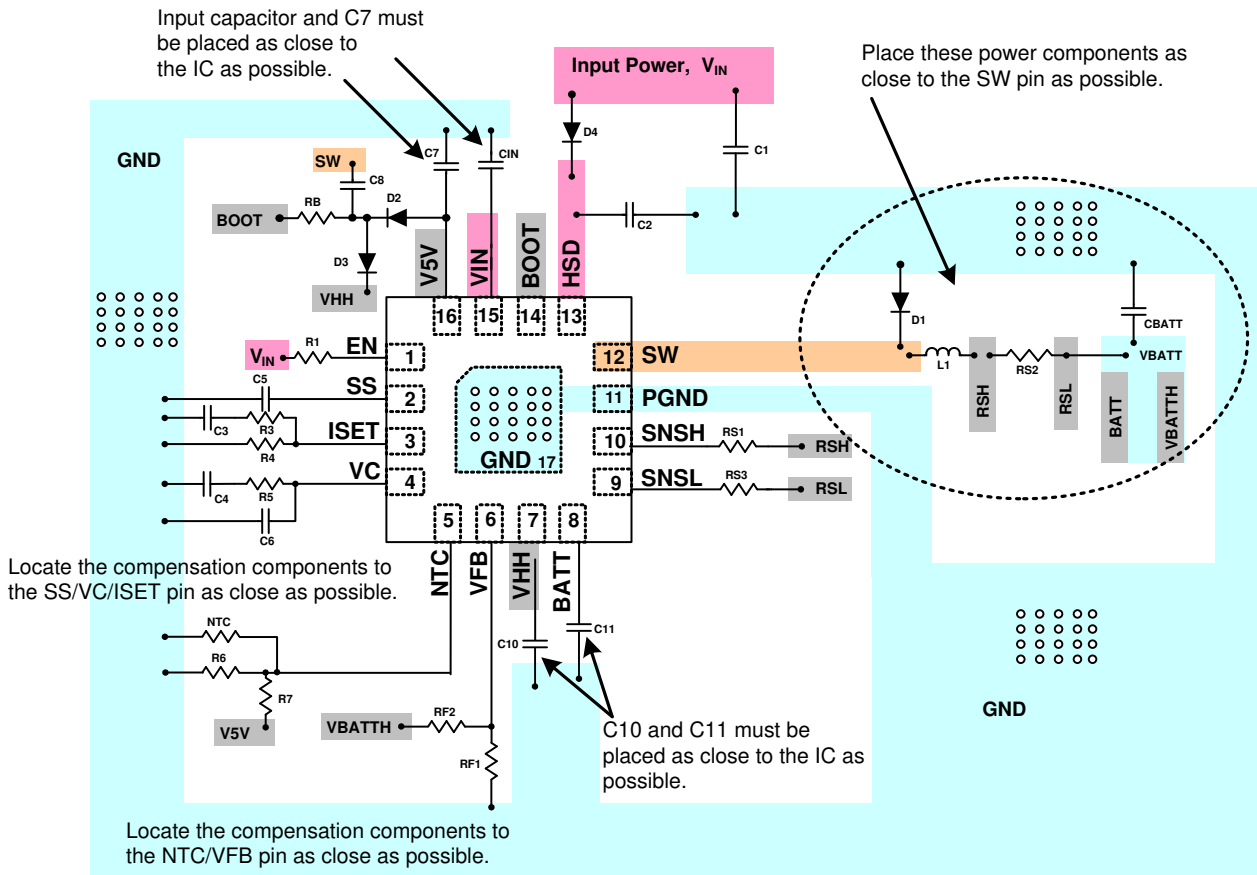 Input capacitor and C7 must
be placed as close to
the IC as possible.
Input Power, VIN
Place these power components as
close to the SW pin as possible.
GND
SW
C8
C7
CIN
D4
C1
BOOT
RB
D2
C2
D3
VHH
V5V
VIN
BOOT
HSD
16
15
14
13
VIN
R1
EN
1
C5
SS
2
C3
R3
R4
ISET
3
C4
R5
VC
4
C6
GND 17
12
SW
11
PGND
10
SNSH
RS1
RSH
9
SNSL
RS3
RSL
D1
L1
RSH
RS2
RSL
CBATT
VBATT
BATT
VBATTH
5
6
7
8
NTC
VFB
VHH
BATT
Locate the compensation components to
the SS/VC/ISET pin as close as possible.
NTC
R6
R7
V5V
C10
C11
VBATTH
RF2
RF1
C10 and C11 must be
placed as close to the IC as
possible.
GND
Locate the compensation components to
the NTC/VFB pin as close as possible.